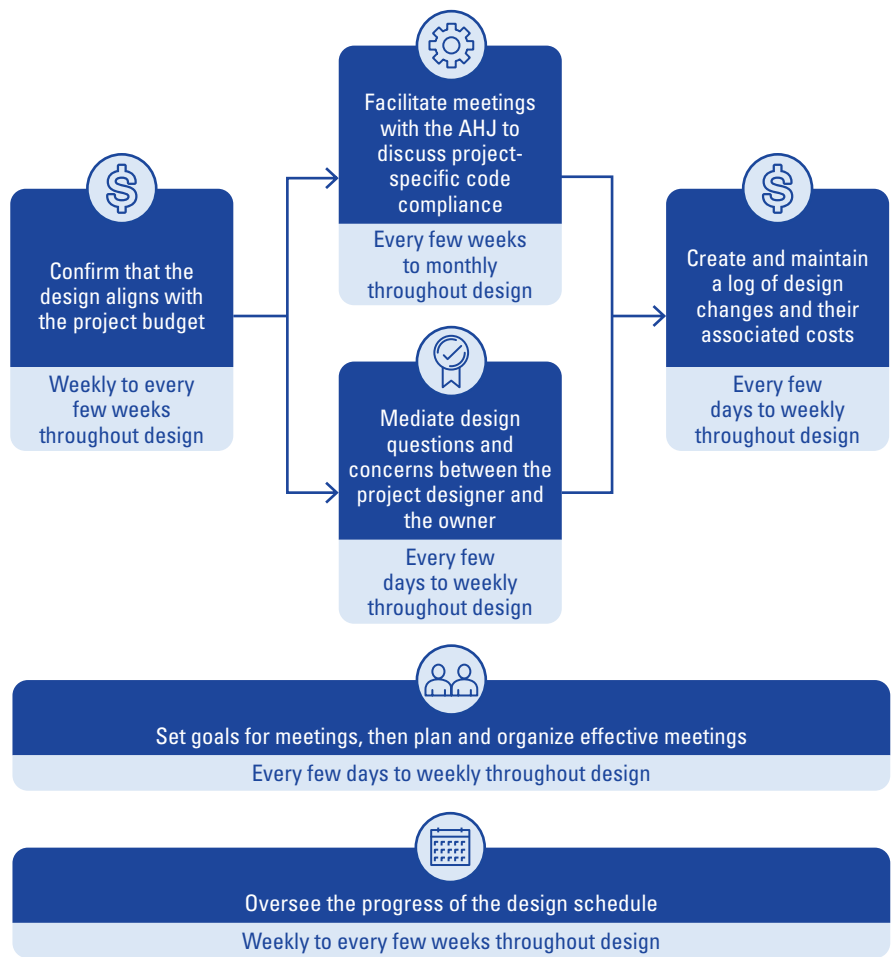 Confirm that the
design aligns with
the project budget
Weekly to every
few weeks
throughout design
Facilitate meetings
with the AHJ to
discuss project-
specific code
compliance
Every few weeks
to monthly
throughout design
Mediate design
questions and
concerns between the
project designer and
the owner
Every few
days to weekly
throughout design
Create and maintain
a log of design
changes and their
associated costs
Every few
days to weekly
throughout design
Set goals for meetings, then plan and organize effective meetings
Every few days to weekly throughout design
Oversee the progress of the design schedule
Weekly to every few weeks throughout design